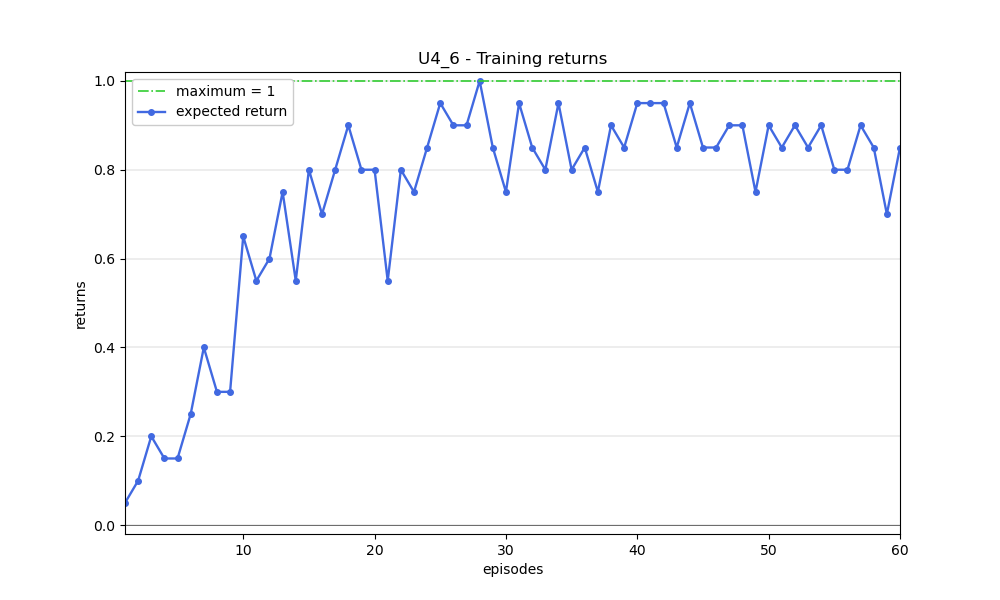 U4_6 - Training returns
maximum = 1
expected return
returns
1.0
0.8
0.6
0.4
0.2
0.0
10 20 30 40 50 60
episodes